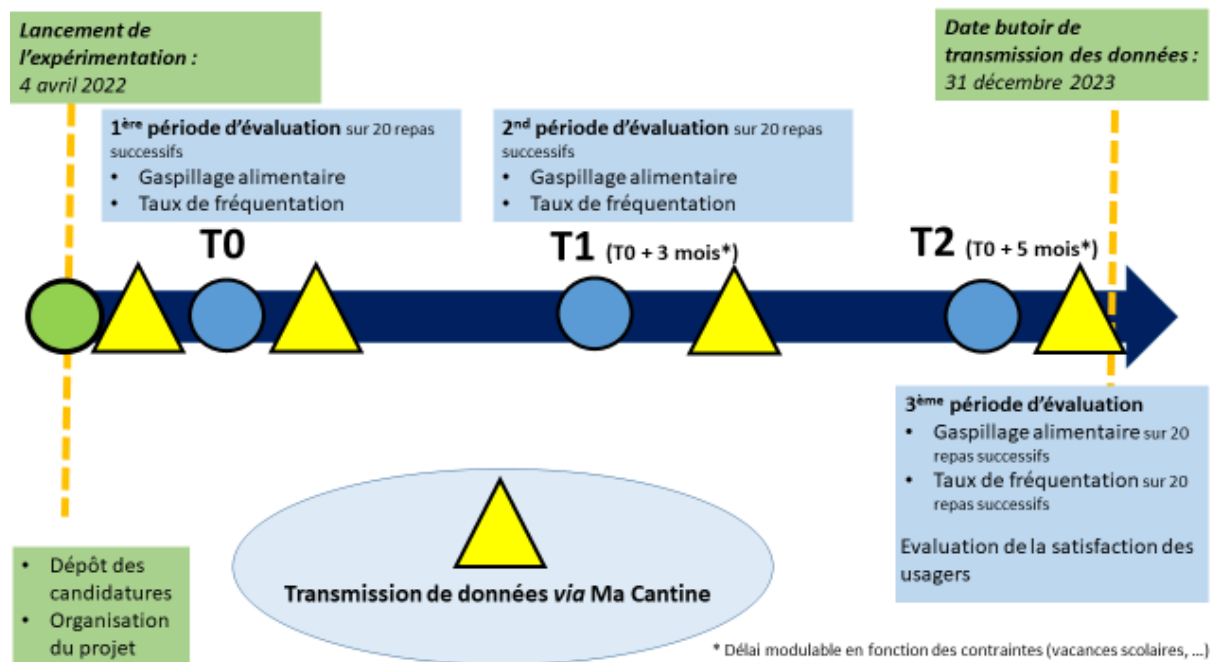 Lancement de
l'expérimentation :
4 avril 2022
Date butoir de
transmission des données :
31 décembre 2023
1ère période d'évaluation sur 20 repas
successifs
• Gaspillage alimentaire
• Taux de fréquentation
2nd période d'évaluation sur 20 repas
successifs
• Gaspillage alimentaire
• Taux de fréquentation
T0
T1 (T0 + 3 mois*)
T2 (T0 + 5 mois*)
3ème période d'évaluation
• Gaspillage alimentaire sur 20
repas successifs
• Taux de fréquentation sur 20
repas successifs
Evaluation de la satisfaction des
usagers
Transmission de données via Ma Cantine
• Dépôt des
candidatures
• Organisation
du projet
* Délai modulable en fonction des contraintes (vacances scolaires, ...)